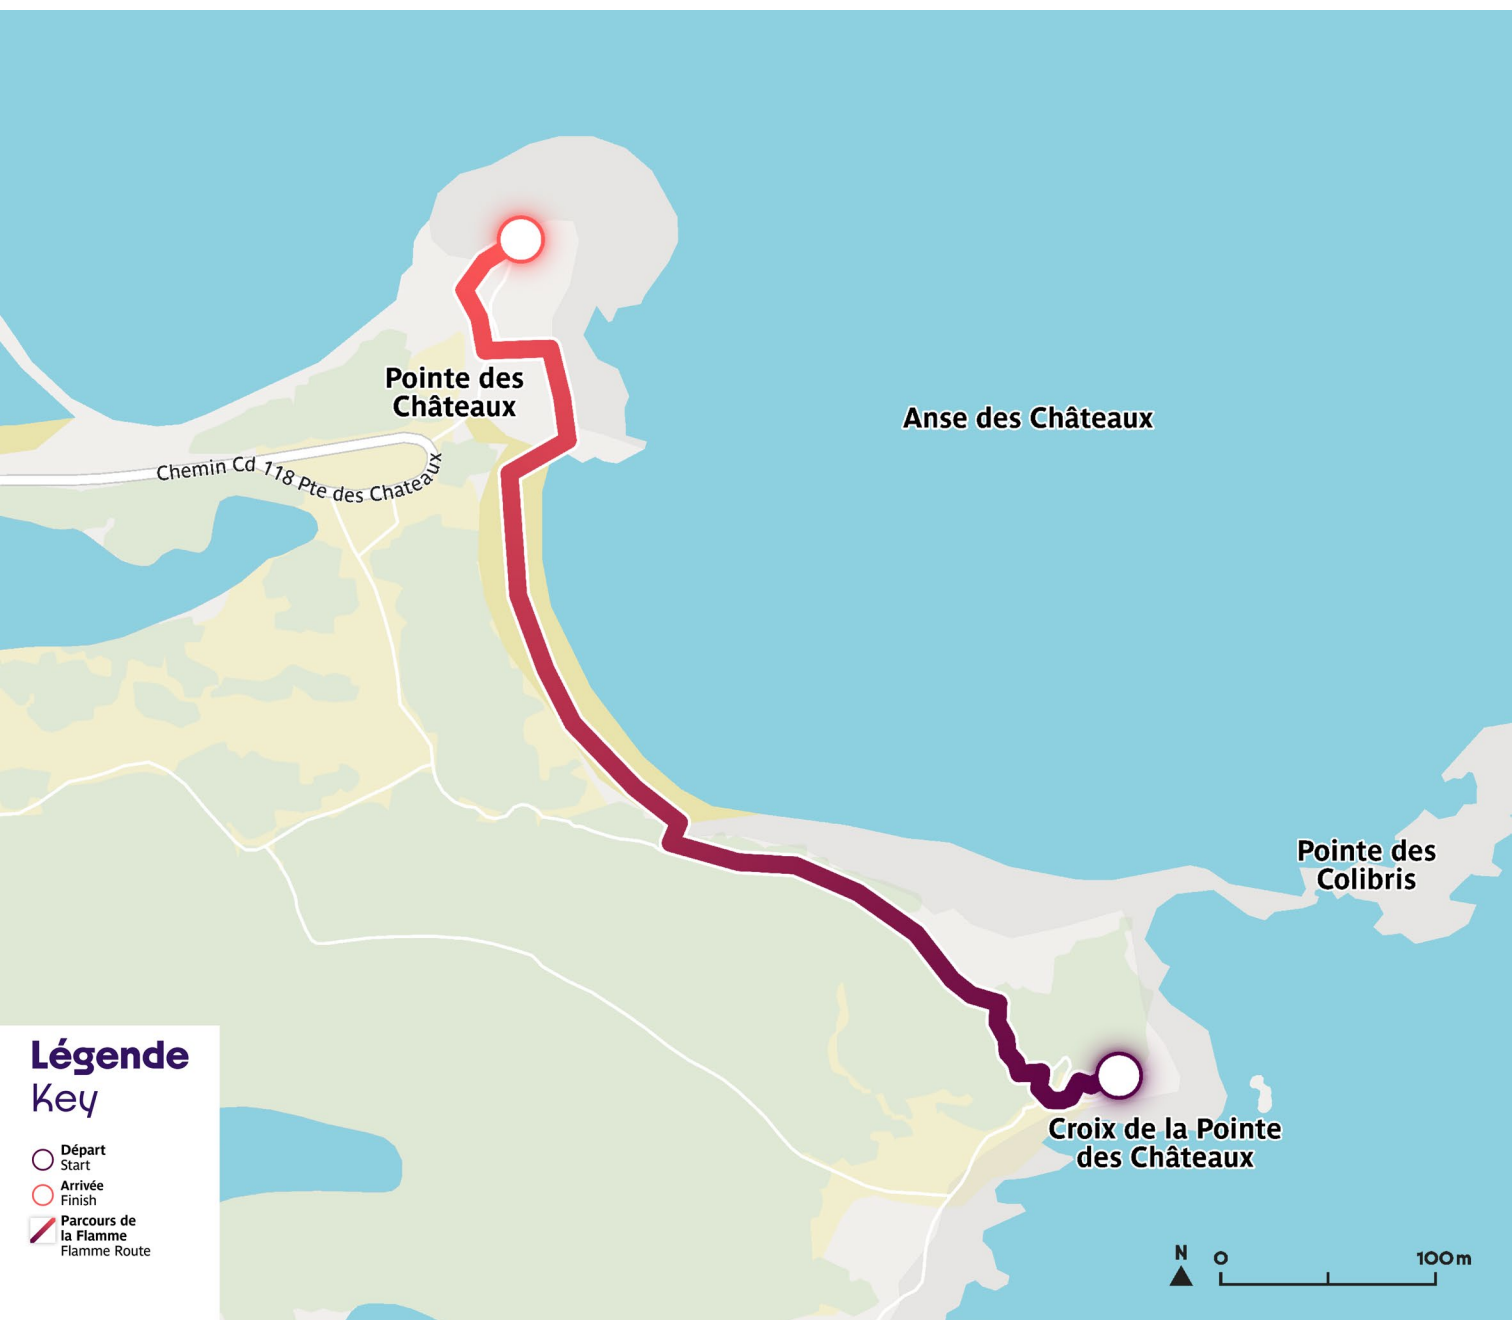 Pointe des
Châteaux
Anse des Châteaux
Chemin Cd 118 Pte des Chateaux
Pointe des
Colibris
Croix de la Pointe
des Châteaux
Légende
Key
Départ
Start
Arrivée
Finish
Parcours de
la Flamme
Flamme Route
N
0
100 m